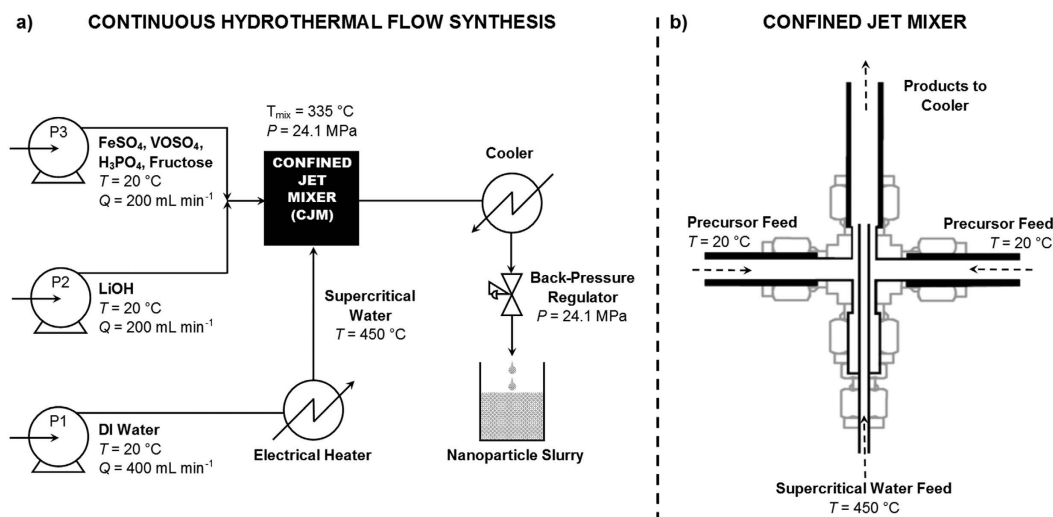 a) CONTINUOUS HYDROTHERMAL FLOW SYNTHESIS
P3
FeSO₄, VOSO₄,
H₃PO₄, Fructose
T = 20 °C
Q = 200 mL min⁻¹
T_mix = 335 °C
P = 24.1 MPa
CONFINED
JET
MIXER
(CJM)
Cooler
P2
LiOH
T = 20 °C
Q = 200 mL min⁻¹
Supercritical
Water
T = 450 °C
Back-Pressure
Regulator
P = 24.1 MPa
P1
DI Water
T = 20 °C
Q = 400 mL min⁻¹
Electrical Heater
Nanoparticle Slurry
b) CONFINED JET MIXER
Products to
Cooler
Precursor Feed
T = 20 °C
Precursor Feed
T = 20 °C
Supercritical Water Feed
T = 450 °C